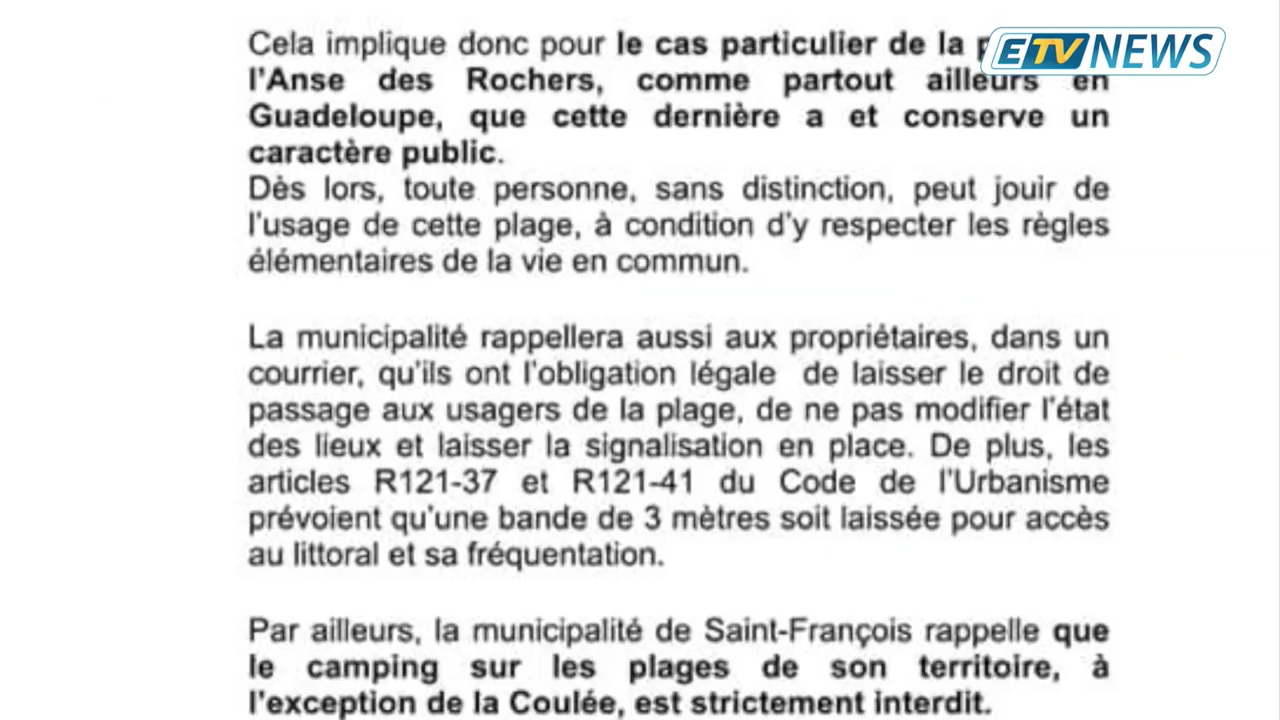 Cela implique donc pour le cas particulier de la
l'Anse des Rochers, comme partout ailleurs en
Guadeloupe, que cette dernière a et conserve un
caractère public.
Dès lors, toute personne, sans distinction, peut jouir de
l'usage de cette plage, à condition d'y respecter les règles
élémentaires de la vie en commun.
La municipalité rappellera aussi aux propriétaires, dans un
courrier, qu'ils ont l'obligation légale de laisser le droit de
passage aux usagers de la plage, de ne pas modifier l'état
des lieux et laisser la signalisation en place. De plus, les
articles R121-37 et R121-41 du Code de l'Urbanisme
prévoient qu'une bande de 3 mètres soit laissée pour accès
au littoral et sa fréquentation.
Par ailleurs, la municipalité de Saint-François rappelle que
le camping sur les plages de son territoire, à
l'exception de la Coulée, est strictement interdit.
ETV NEWS